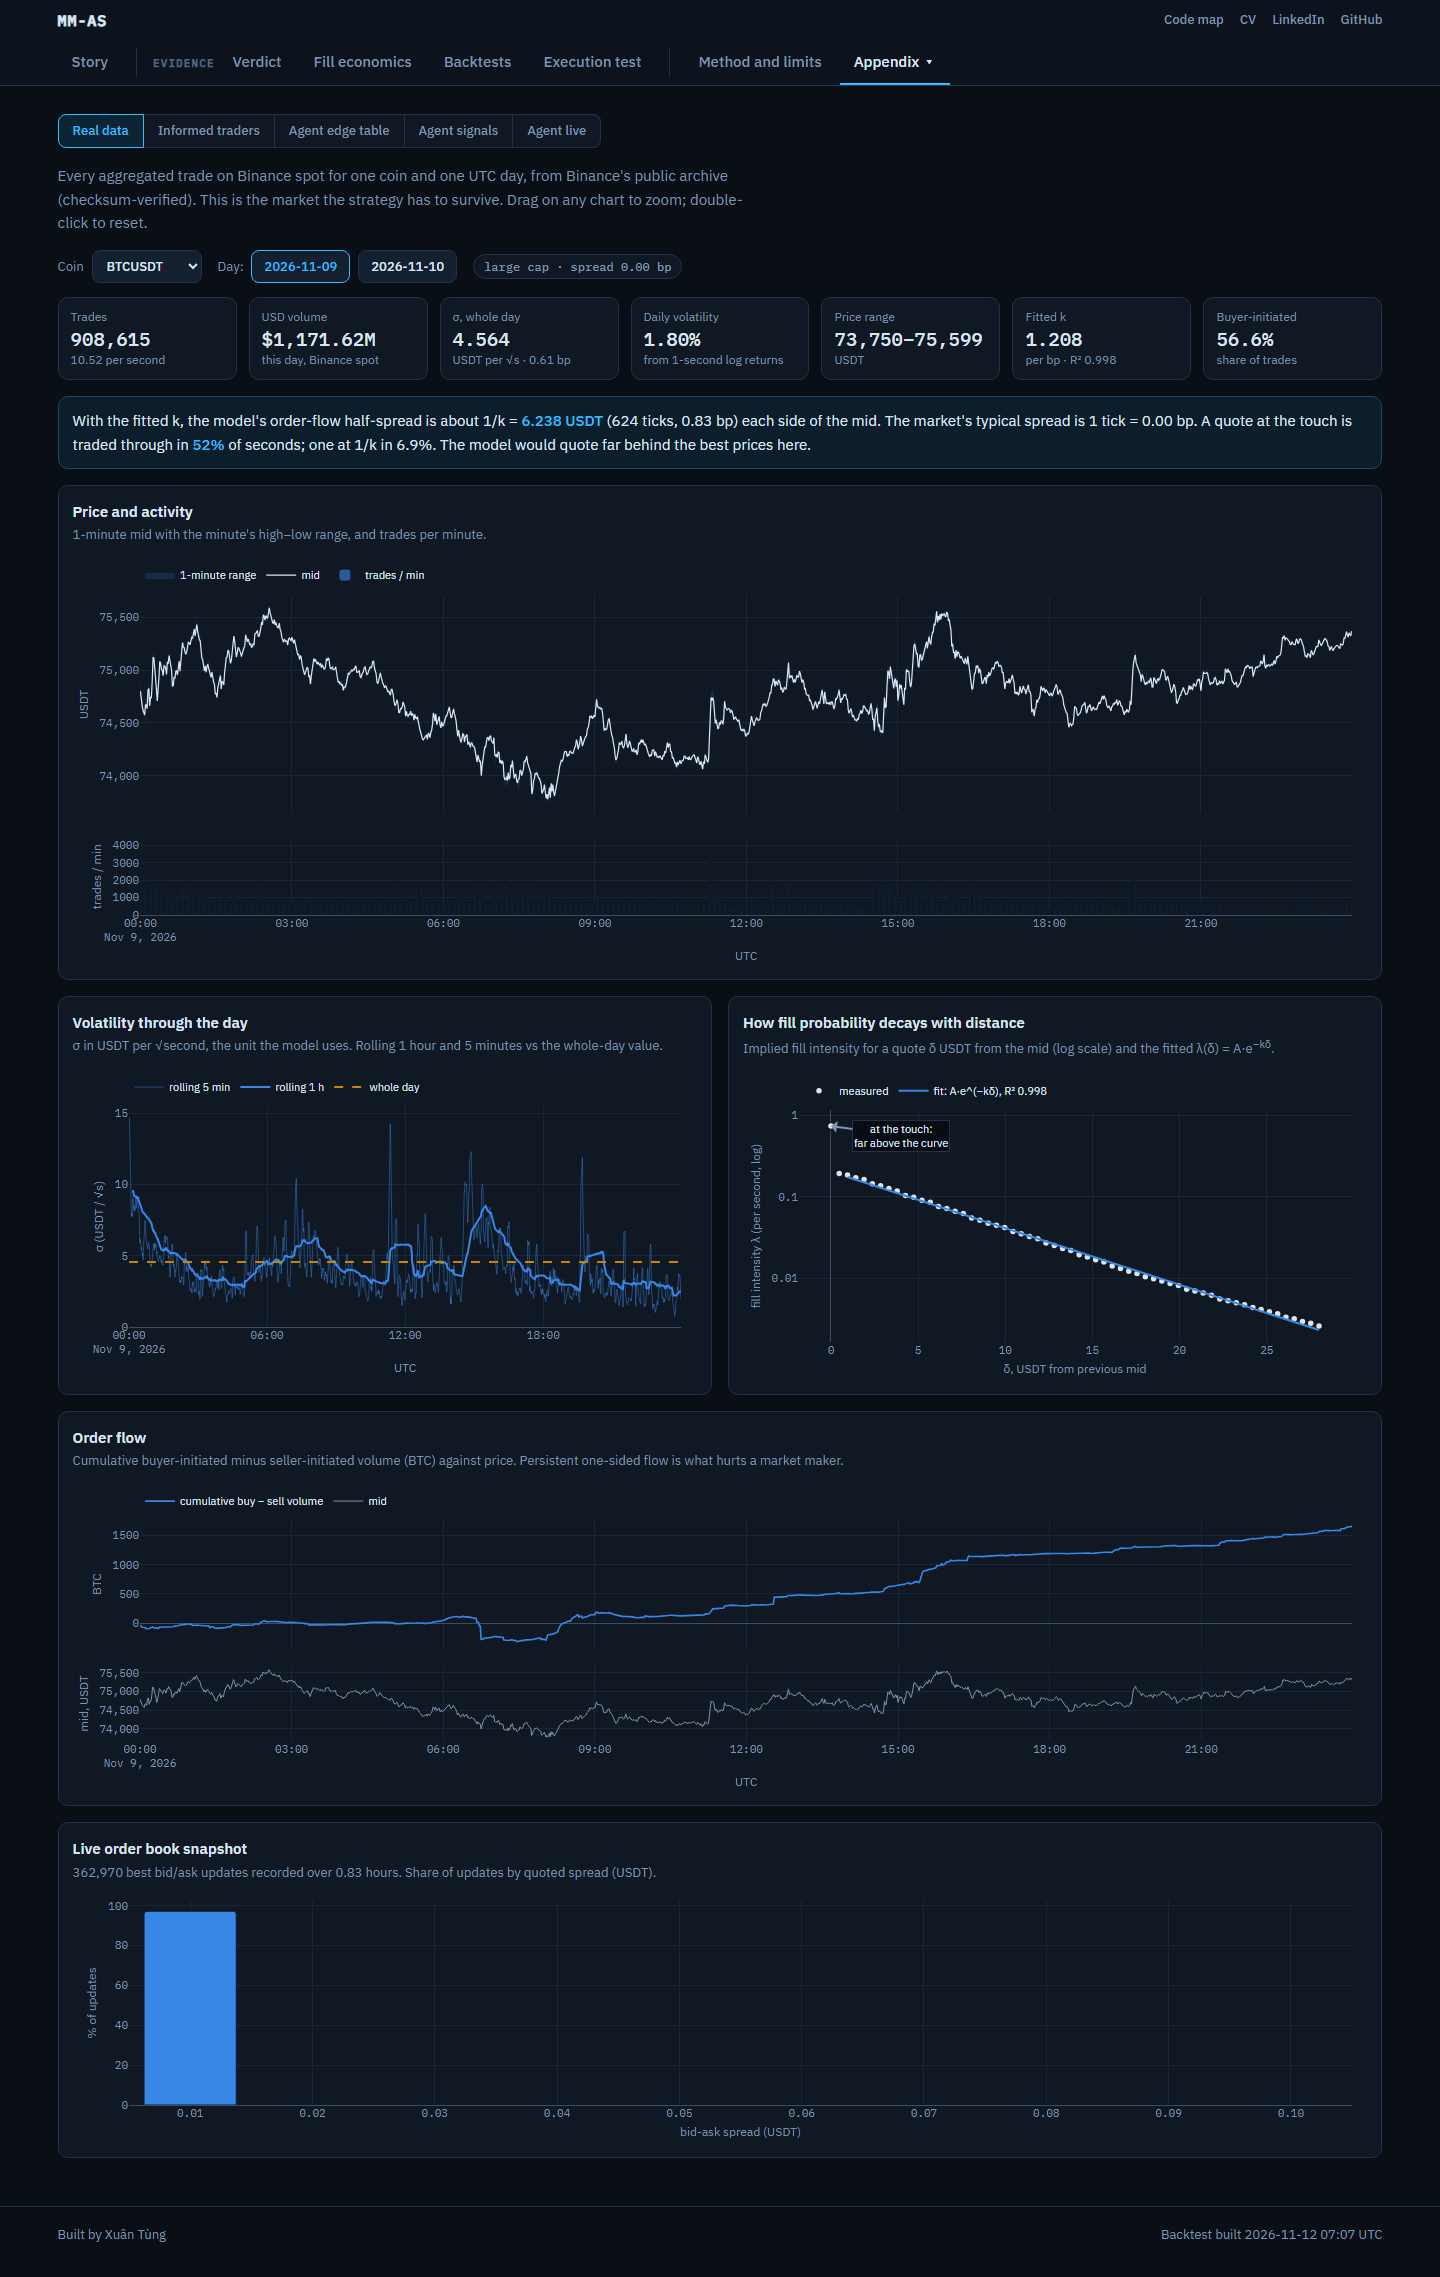 MM-AS
Code map CV LinkedIn GitHub
Story EVIDENCE Verdict Fill economics Backtests Execution test Method and limits Appendix ▾
Real data Informed traders Agent edge table Agent signals Agent live
Every aggregated trade on Binance spot for one coin and one UTC day, from Binance's public archive
(checksum-verified). This is the market the strategy has to survive. Drag on any chart to zoom; double-
click to reset.
Coin BTCUSDT Day: 2026-11-09 2026-11-10 large cap · spread 0.00 bp
Trades
908,615
10.52 per second
USD volume
$1,171.62M
this day, Binance spot
σ, whole day
4.564
USDT per √s · 0.61 bp
Daily volatility
1.80%
from 1-second log returns
Price range
73,750–75,599
USDT
Fitted k
1.208
per bp · R² 0.998
Buyer-initiated
56.6%
share of trades
With the fitted k, the model's order-flow half-spread is about 1/k = 6.238 USDT (624 ticks, 0.83 bp) each side of the mid. The market's typical spread is 1 tick = 0.00 bp. A quote at the touch is
traded through in 52% of seconds; one at 1/k in 6.9%. The model would quote far behind the best prices here.
Price and activity
1-minute mid with the minute's high–low range, and trades per minute.
1-minute range mid trades / min
75,500
75,000
74,500
74,000
USDT
4000
3000
2000
1000
0
trades / min
00:00 03:00 06:00 09:00 12:00 15:00 18:00 21:00
Nov 9, 2026
UTC
Volatility through the day
σ in USDT per √second, the unit the model uses. Rolling 1 hour and 5 minutes vs the whole-day value.
rolling 5 min rolling 1 h whole day
15
10
5
0
σ (USDT / √s)
00:00 06:00 12:00 18:00
Nov 9, 2026
UTC
How fill probability decays with distance
Implied fill intensity for a quote δ USDT from the mid (log scale) and the fitted λ(δ) = A·e−kδ.
measured fit: A·e^(−kδ), R² 0.998
at the touch:
far above the curve
1
0.1
0.01
fill intensity λ (per second, log)
0 5 10 15 20 25
δ, USDT from previous mid
Order flow
Cumulative buyer-initiated minus seller-initiated volume (BTC) against price. Persistent one-sided flow is what hurts a market maker.
cumulative buy − sell volume mid
1500
1000
500
0
BTC
75,500
75,000
74,500
74,000
mid, USDT
00:00 03:00 06:00 09:00 12:00 15:00 18:00 21:00
Nov 9, 2026
UTC
Live order book snapshot
362,970 best bid/ask updates recorded over 0.83 hours. Share of updates by quoted spread (USDT).
100
80
60
40
20
0
% of updates
0.01 0.02 0.03 0.04 0.05 0.06 0.07 0.08 0.09 0.10
bid-ask spread (USDT)
Built by Xuân Tùng
Backtest built 2026-11-12 07:07 UTC